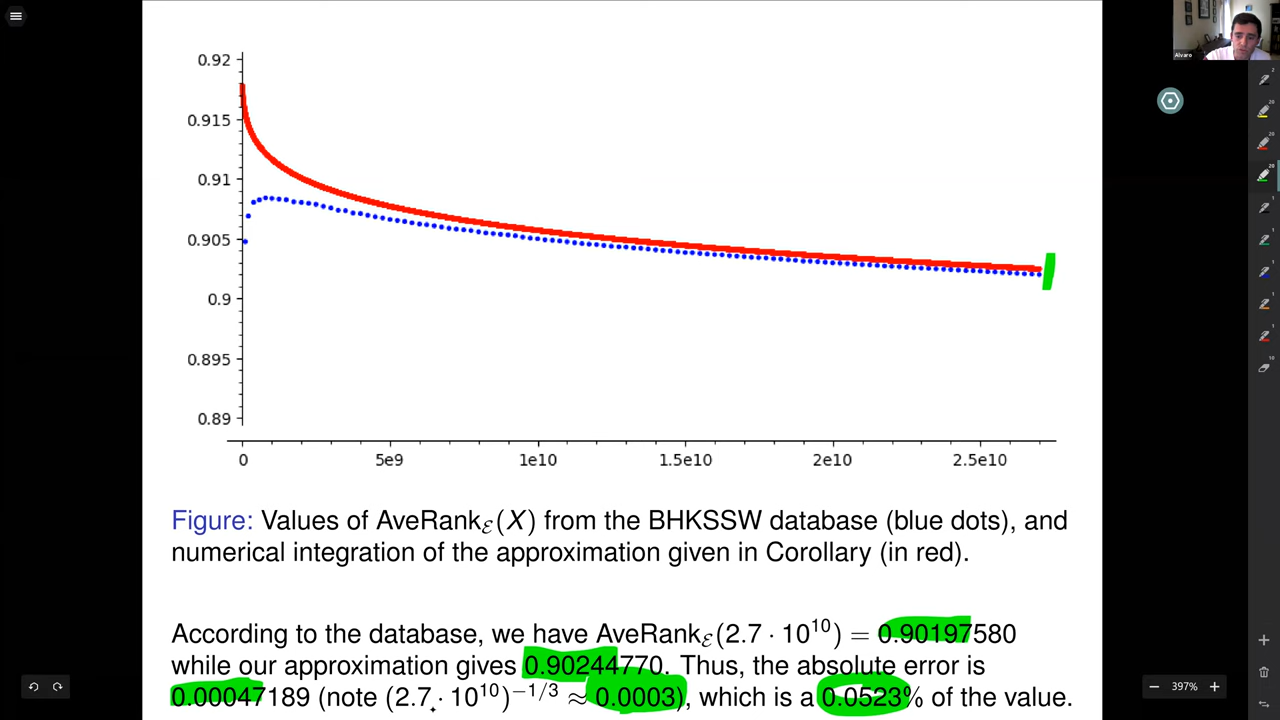 Alvaro
0.92
0.915
0.91
0.905
0.9
0.895
0.89
0 5e9 1e10 1.5e10 2e10 2.5e10
Figure: Values of AveRankℰ(X) from the BHKSSW database (blue dots), and
numerical integration of the approximation given in Corollary (in red).
According to the database, we have AveRankℰ(2.7 · 10¹⁰) = 0.90197580
while our approximation gives 0.90244770. Thus, the absolute error is
0.00047189 (note (2.7 · 10¹⁰)⁻¹/³ ≈ 0.0003), which is a 0.0523% of the value.
397%